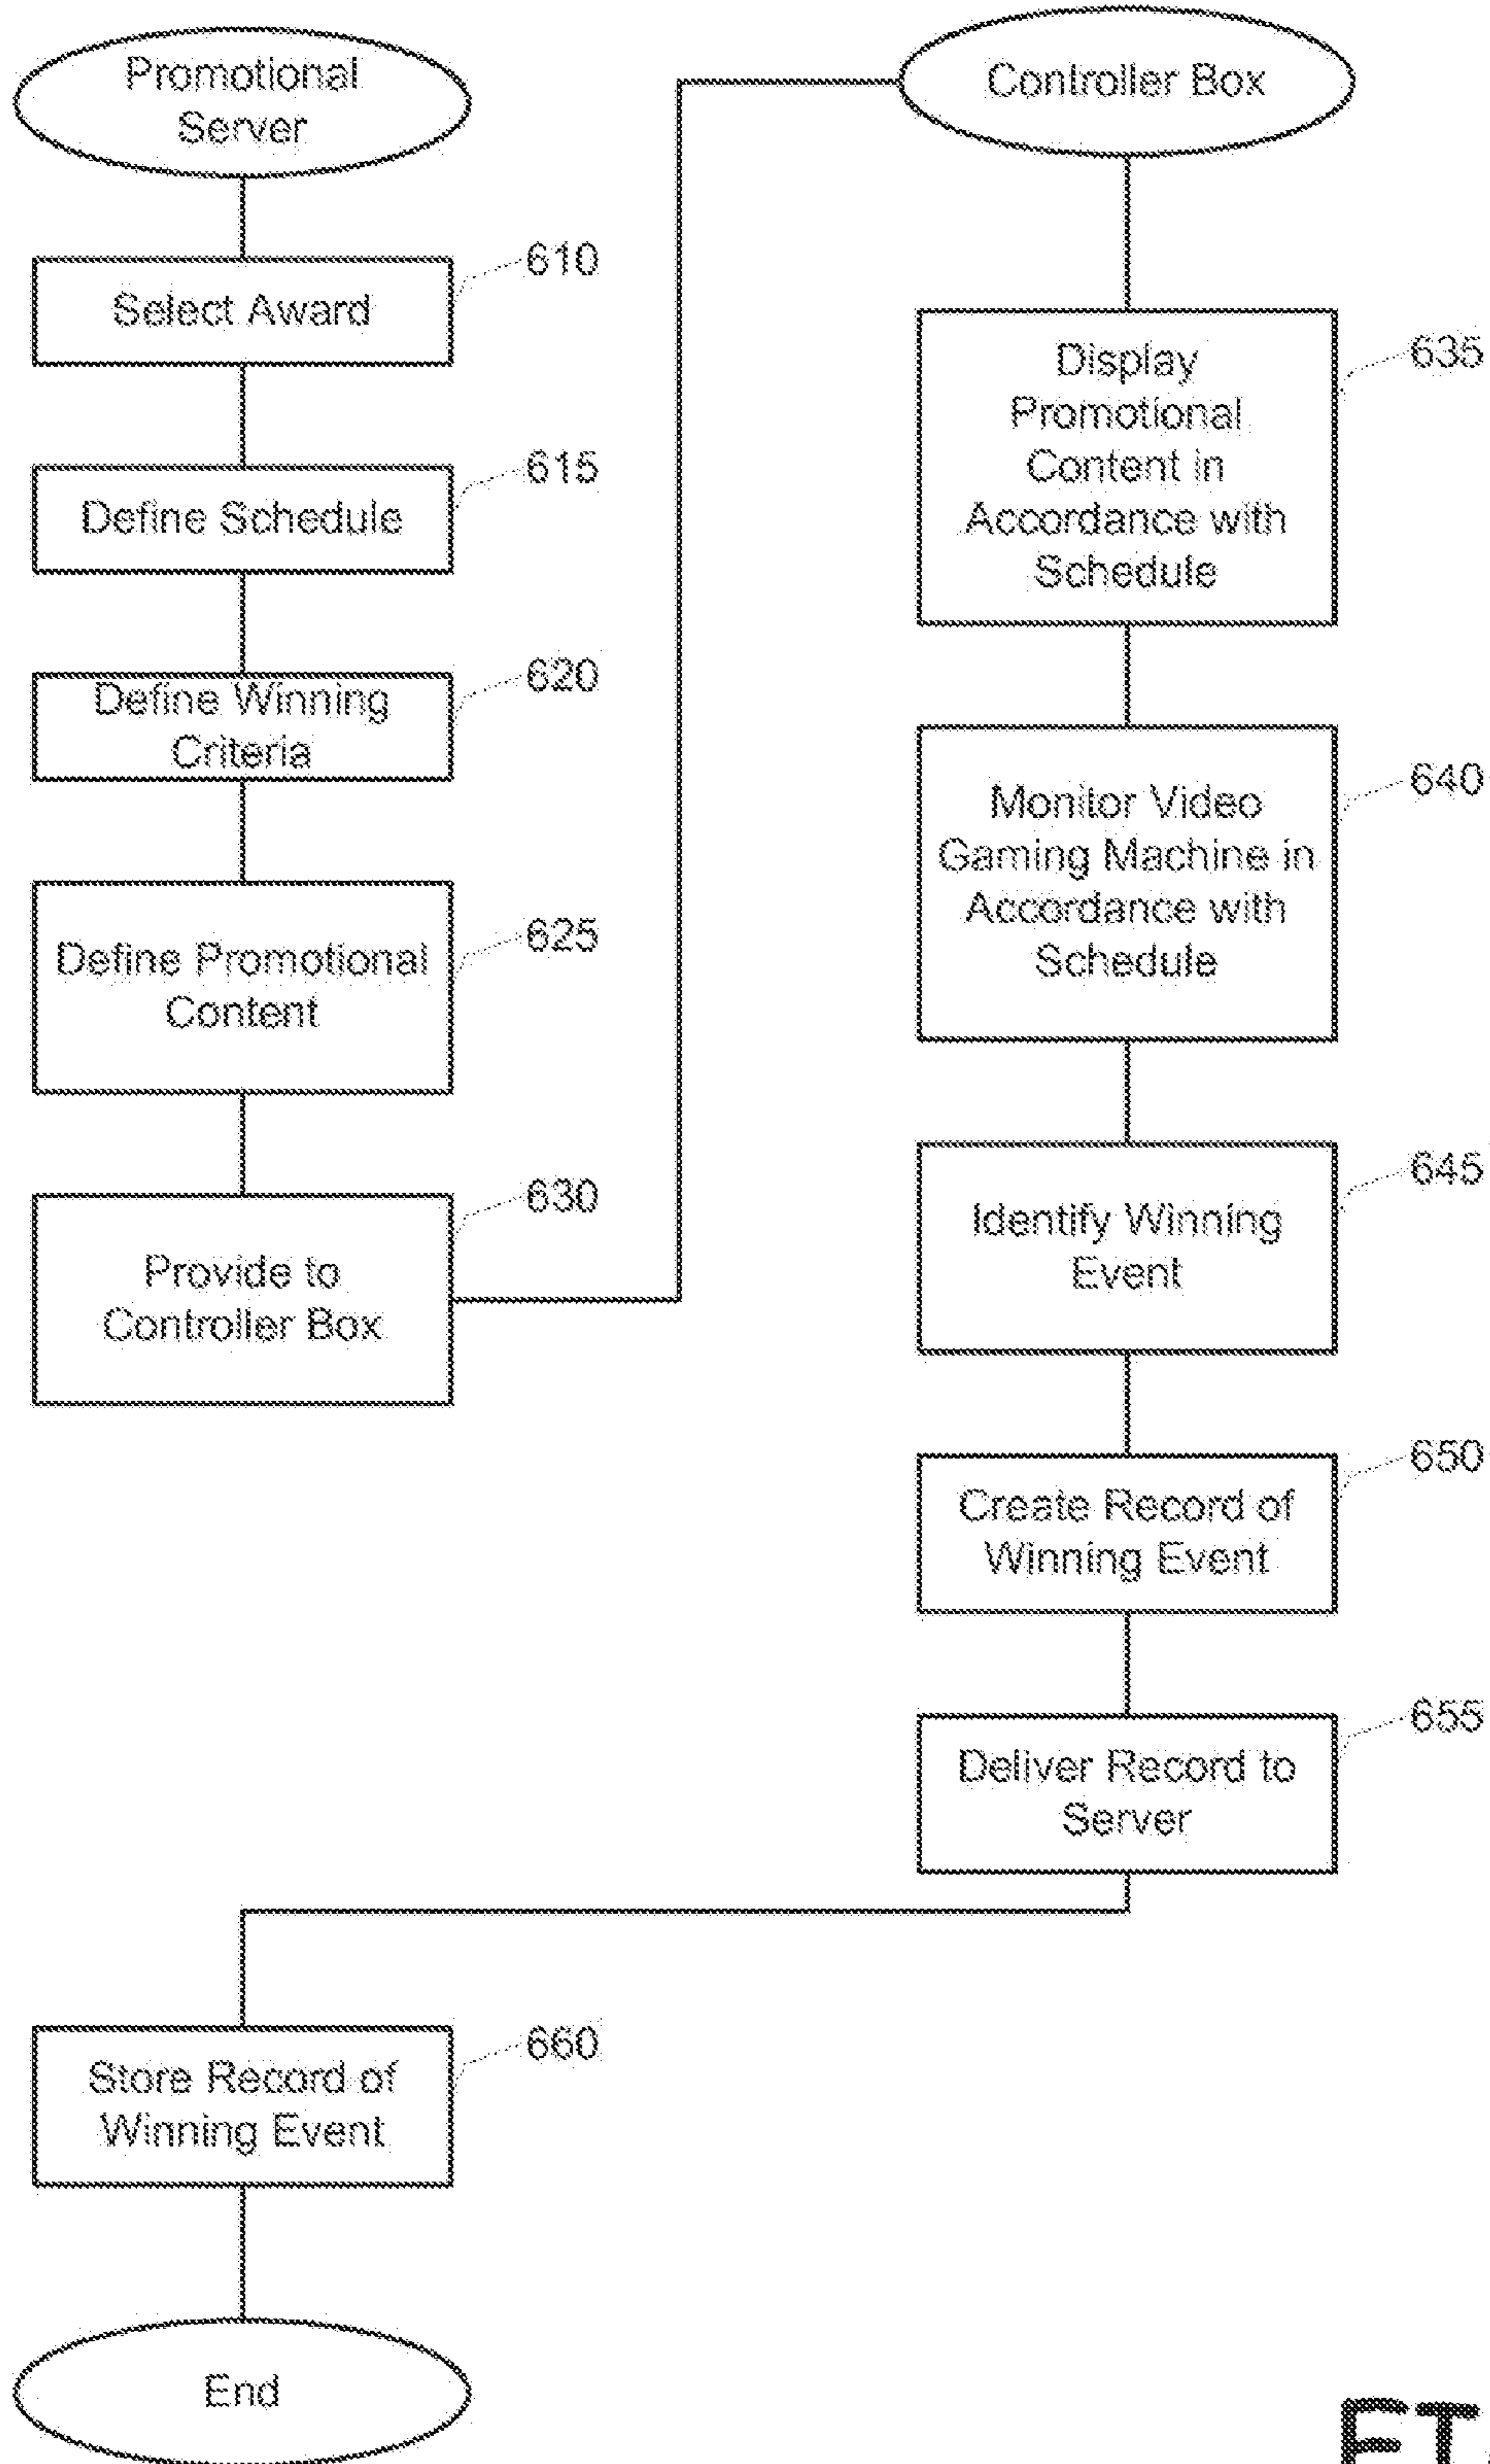 Promotional
Server
Select Award
610
Define Schedule
615
Define Winning
Criteria
620
Define Promotional
Content
625
Provide to
Controller Box
630
Controller Box
Display
Promotional
Content in
Accordance with
Schedule
635
Monitor Video
Gaming Machine in
Accordance with
Schedule
640
Identify Winning
Event
645
Create Record of
Winning Event
650
Deliver Record to
Server
655
Store Record of
Winning Event
660
End